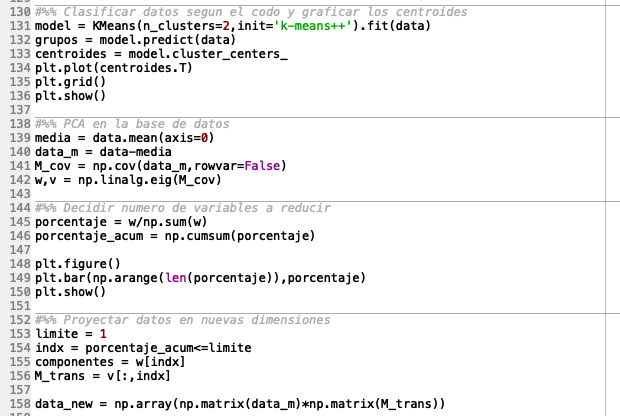 130 #%% Clasificar datos segun el codo y graficar los centroides
131 model = KMeans(n_clusters=2,init='k-means++').fit(data)
132 grupos = model.predict(data)
133 centroides = model.cluster_centers_
134 plt.plot(centroides.T)
135 plt.grid()
136 plt.show()
137
138 #%% PCA en la base de datos
139 media = data.mean(axis=0)
140 data_m = data-media
141 M_cov = np.cov(data_m,rowvar=False)
142 w,v = np.linalg.eig(M_cov)
143
144 #%% Decidir numero de variables a reducir
145 porcentaje = w/np.sum(w)
146 porcentaje_acum = np.cumsum(porcentaje)
147
148 plt.figure()
149 plt.bar(np.arange(len(porcentaje)),porcentaje)
150 plt.show()
151
152 #%% Proyectar datos en nuevas dimensiones
153 limite = 1
154 indx = porcentaje_acum<=limite
155 componentes = w[indx]
156 M_trans = v[:,indx]
157
158 data_new = np.array(np.matrix(data_m)*np.matrix(M_trans))